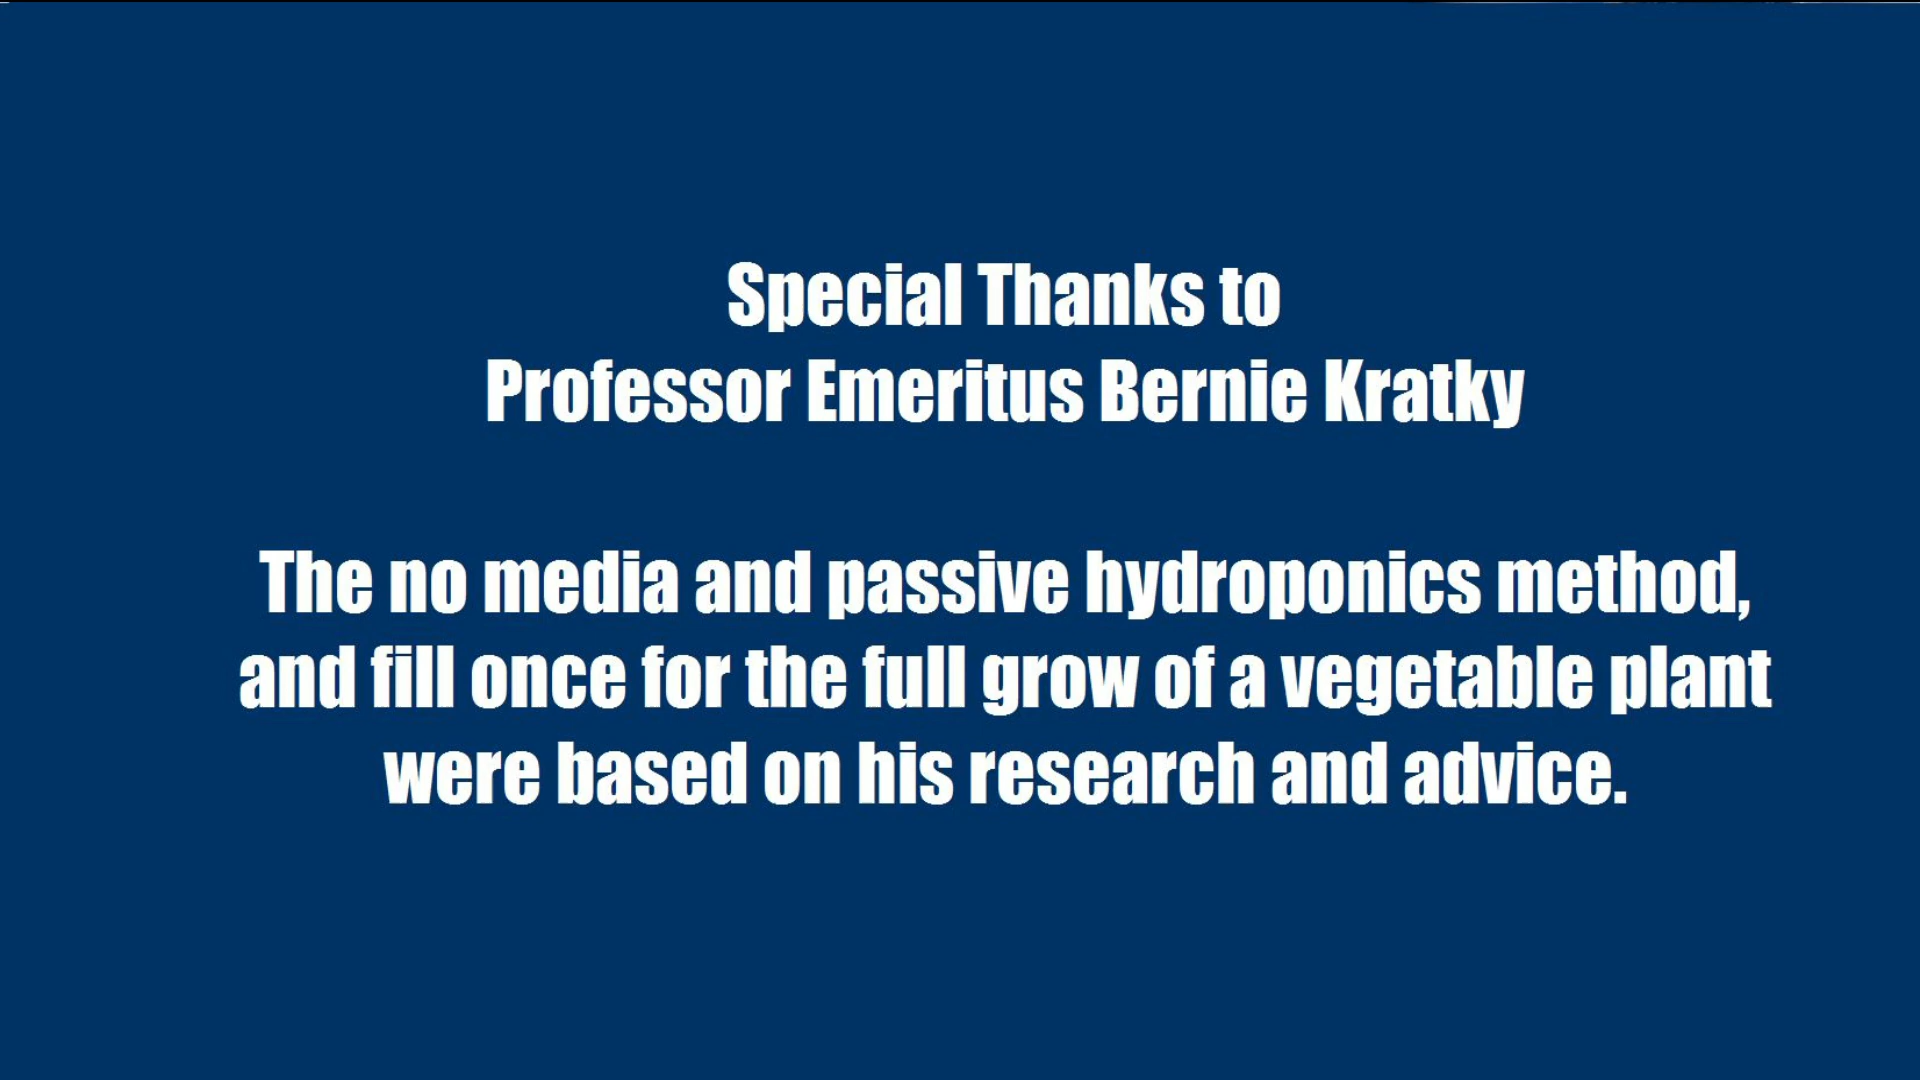 Special Thanks to
Professor Emeritus Bernie Kratky
The no media and passive hydroponics method,
and fill once for the full grow of a vegetable plant
were based on his research and advice.